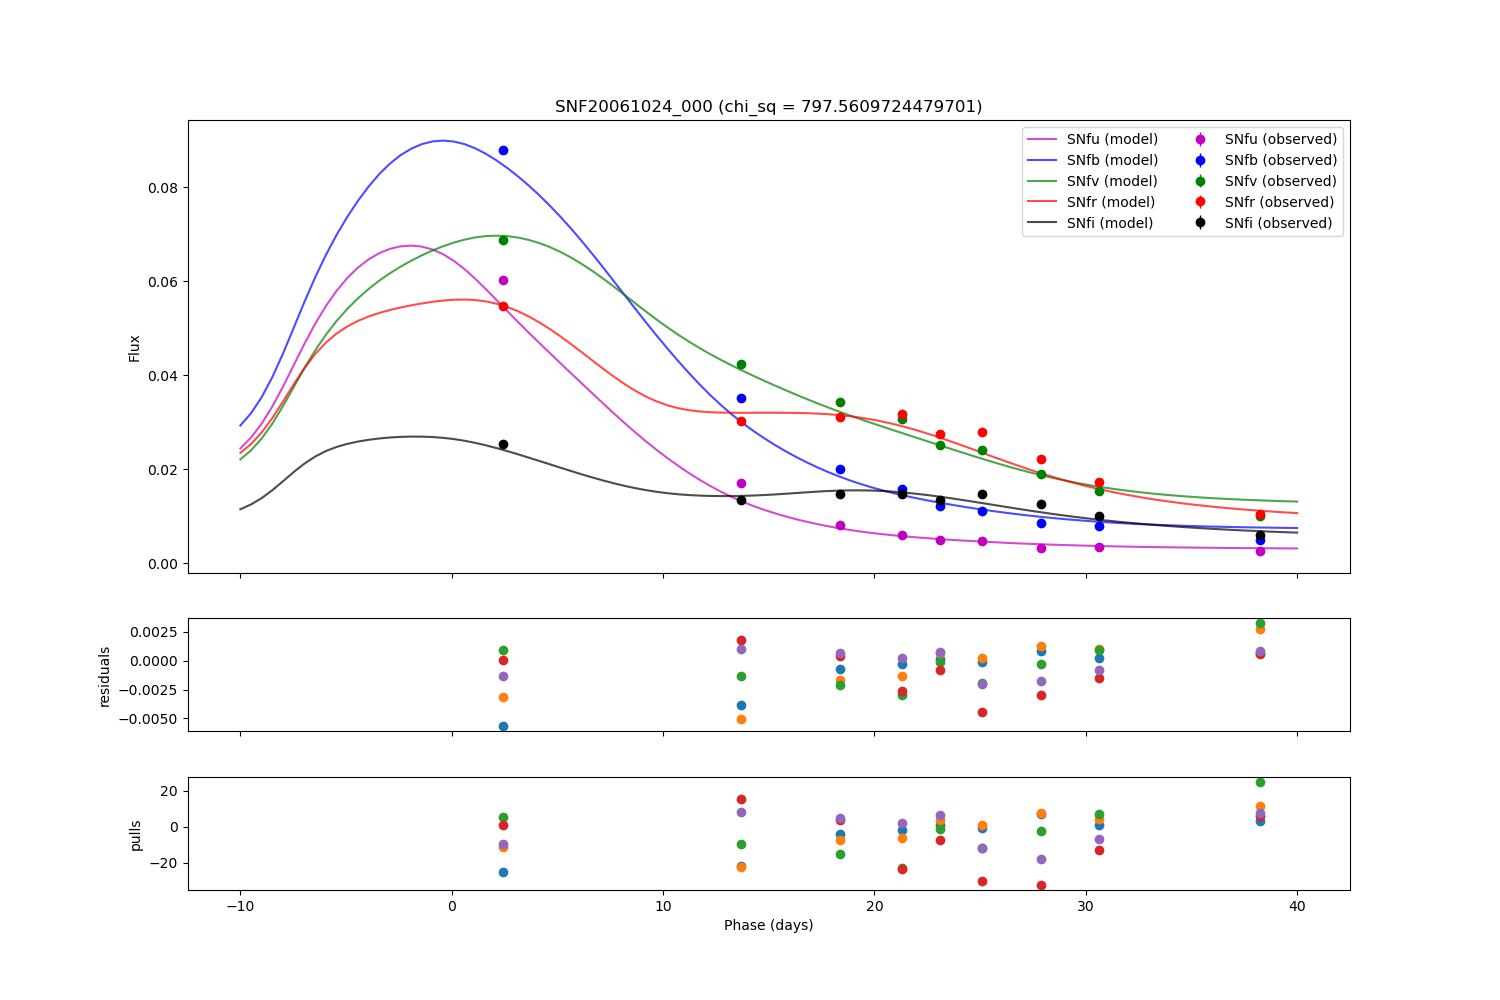 SNF20061024_000 (chi_sq = 797.5609724479701)
SNfu (model) SNfu (observed)
SNfb (model) SNfb (observed)
SNfv (model) SNfv (observed)
SNfr (model) SNfr (observed)
SNfi (model) SNfi (observed)
0.08
0.06
0.04
0.02
0.00
Flux
0.0025
0.0000
−0.0025
−0.0050
residuals
20
0
−20
pulls
−10 0 10 20 30 40
Phase (days)